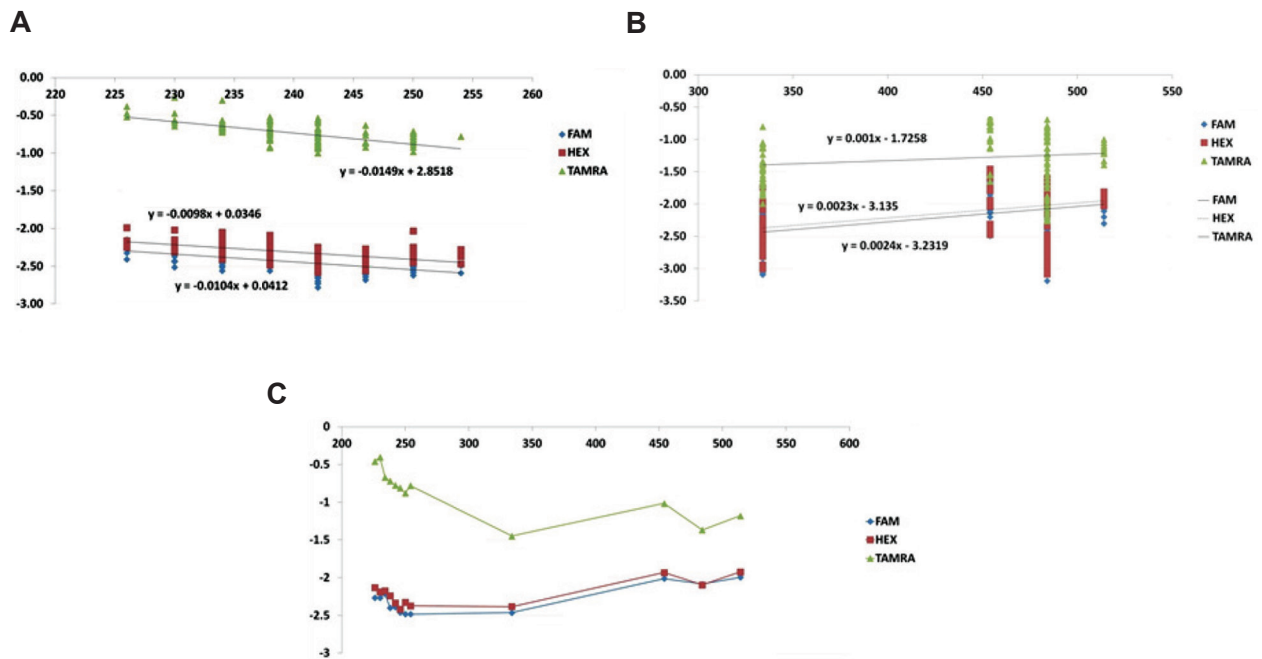 A
0.00
220 225 230 235 240 245 250 255 260
-0.50
-1.00
-1.50
-2.00
-2.50
-3.00
y = -0.0149x + 2.8518
y = -0.0098x + 0.0346
y = -0.0104x + 0.0412
FAM
HEX
TAMRA
B
0.00
300 350 400 450 500 550
-0.50
-1.00
-1.50
-2.00
-2.50
-3.00
-3.50
y = 0.001x - 1.7258
y = 0.0023x - 3.135
y = 0.0024x - 3.2319
FAM
HEX
TAMRA
FAM
HEX
TAMRA
C
0
200 250 300 350 400 450 500 550 600
-0.5
-1
-1.5
-2
-2.5
-3
FAM
HEX
TAMRA